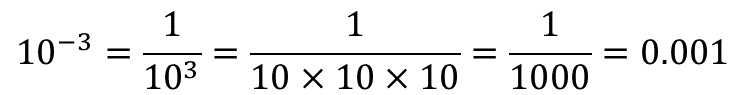 10⁻³ = 1/10³ = 1/(10 × 10 × 10) = 1/1000 = 0.001